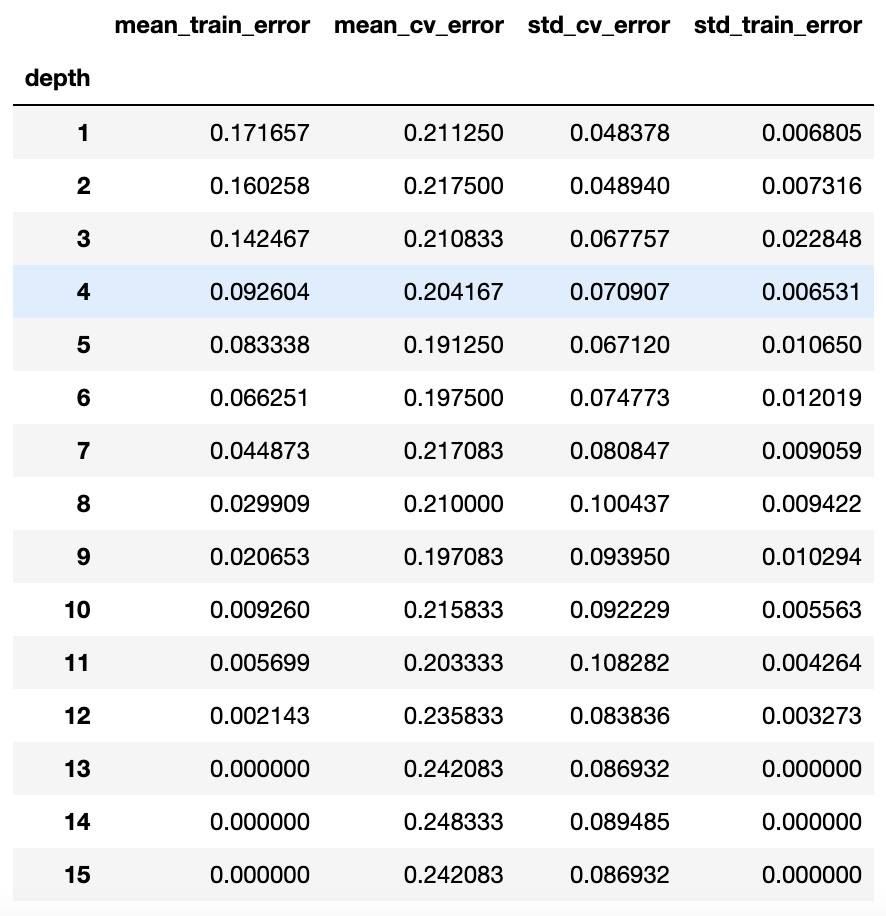 mean_train_error mean_cv_error std_cv_error std_train_error
depth
1 0.171657 0.211250 0.048378 0.006805
2 0.160258 0.217500 0.048940 0.007316
3 0.142467 0.210833 0.067757 0.022848
4 0.092604 0.204167 0.070907 0.006531
5 0.083338 0.191250 0.067120 0.010650
6 0.066251 0.197500 0.074773 0.012019
7 0.044873 0.217083 0.080847 0.009059
8 0.029909 0.210000 0.100437 0.009422
9 0.020653 0.197083 0.093950 0.010294
10 0.009260 0.215833 0.092229 0.005563
11 0.005699 0.203333 0.108282 0.004264
12 0.002143 0.235833 0.083836 0.003273
13 0.000000 0.242083 0.086932 0.000000
14 0.000000 0.248333 0.089485 0.000000
15 0.000000 0.242083 0.086932 0.000000